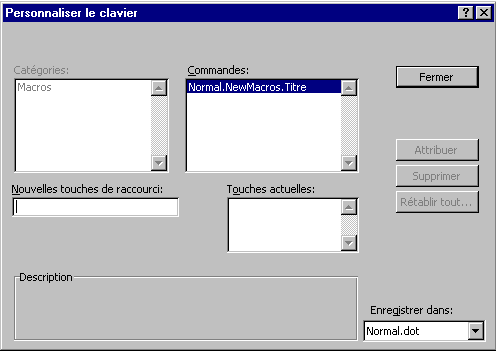 Personnaliser le clavier
Catégories:
Commandes:
Macros
Normal.NewMacros.Titre
Fermer
Attribuer
Supprimer
Rétablir tout...
Nouvelles touches de raccourci:
Touches actuelles:
Description
Enregistrer dans:
Normal.dot